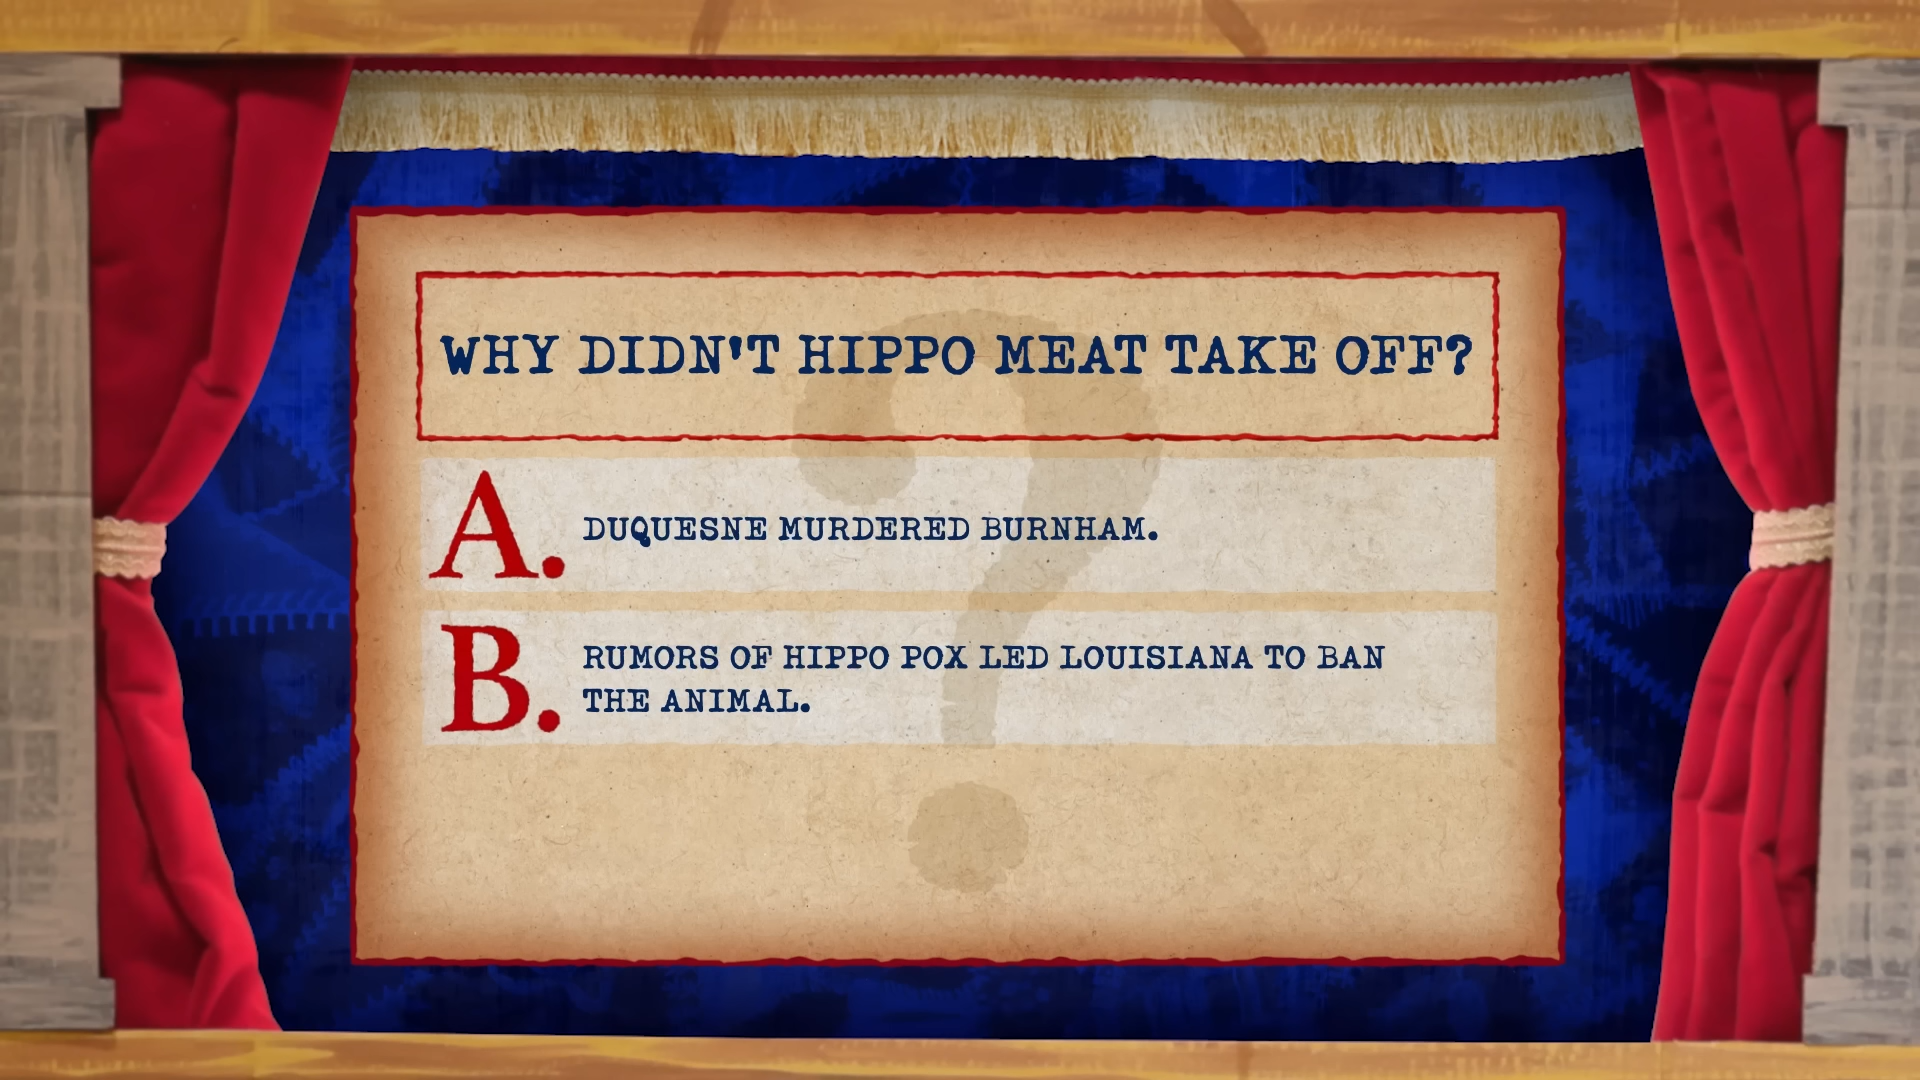 WHY DIDN'T HIPPO MEAT TAKE OFF?
A. DUQUESNE MURDERED BURNHAM.
B. RUMORS OF HIPPO POX LED LOUISIANA TO BAN
THE ANIMAL.